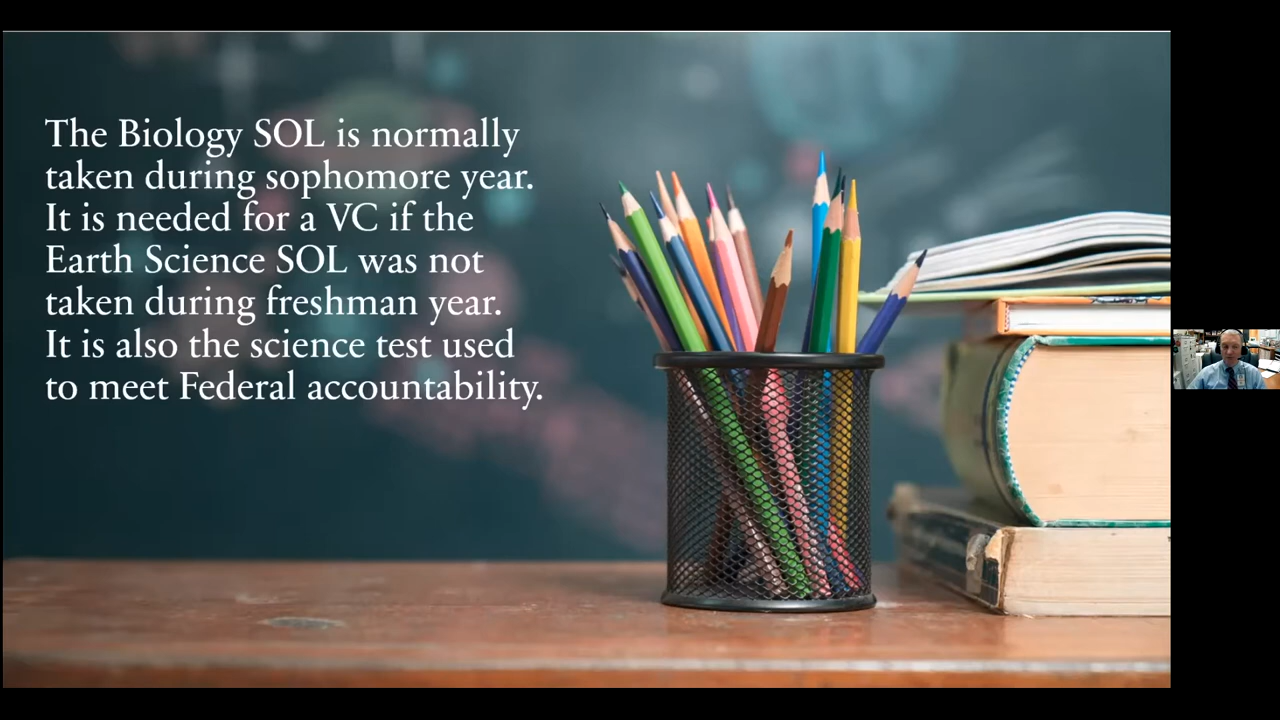 The Biology SOL is normally
taken during sophomore year.
It is needed for a VC if the
Earth Science SOL was not
taken during freshman year.
It is also the science test used
to meet Federal accountability.